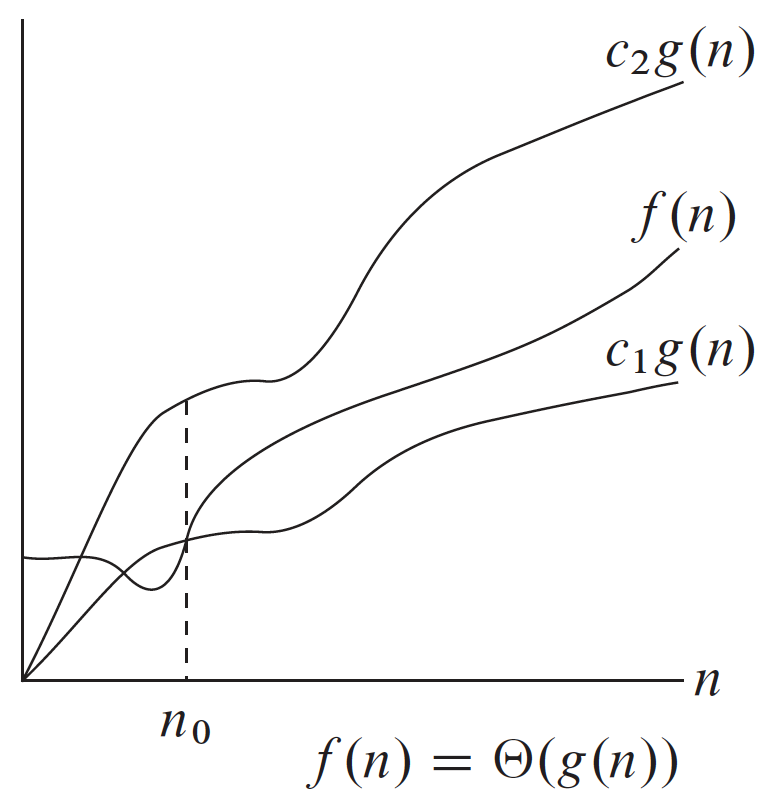 c₂g(n)
f(n)
c₁g(n)
n
n₀
f(n) = Θ(g(n))